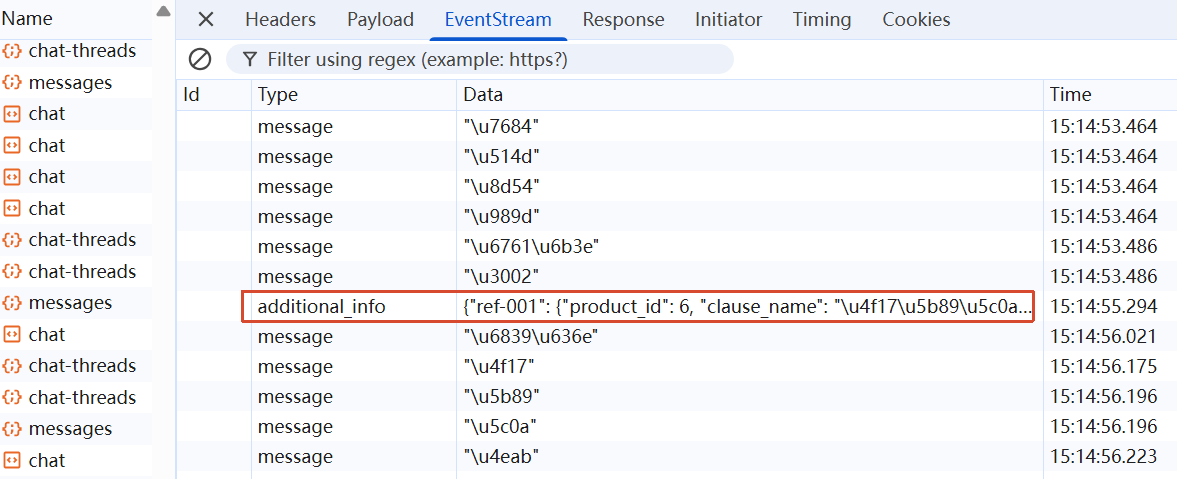 Name
chat-threads
messages
chat
chat
chat
chat
chat-threads
chat-threads
messages
chat
chat-threads
chat-threads
messages
chat
Headers Payload EventStream Response Initiator Timing Cookies
Filter using regex (example: https?)
Id Type Data Time
message "\u7684" 15:14:53.464
message "\u514d" 15:14:53.464
message "\u8d54" 15:14:53.464
message "\u989d" 15:14:53.464
message "\u6761\u6b3e" 15:14:53.486
message "\u3002" 15:14:53.486
additional_info {"ref-001": {"product_id": 6, "clause_name": "\u4f17\u5b89\u5c0a... 15:14:55.294
message "\u6839\u636e" 15:14:56.021
message "\u4f17" 15:14:56.175
message "\u5b89" 15:14:56.196
message "\u5c0a" 15:14:56.196
message "\u4eab" 15:14:56.223